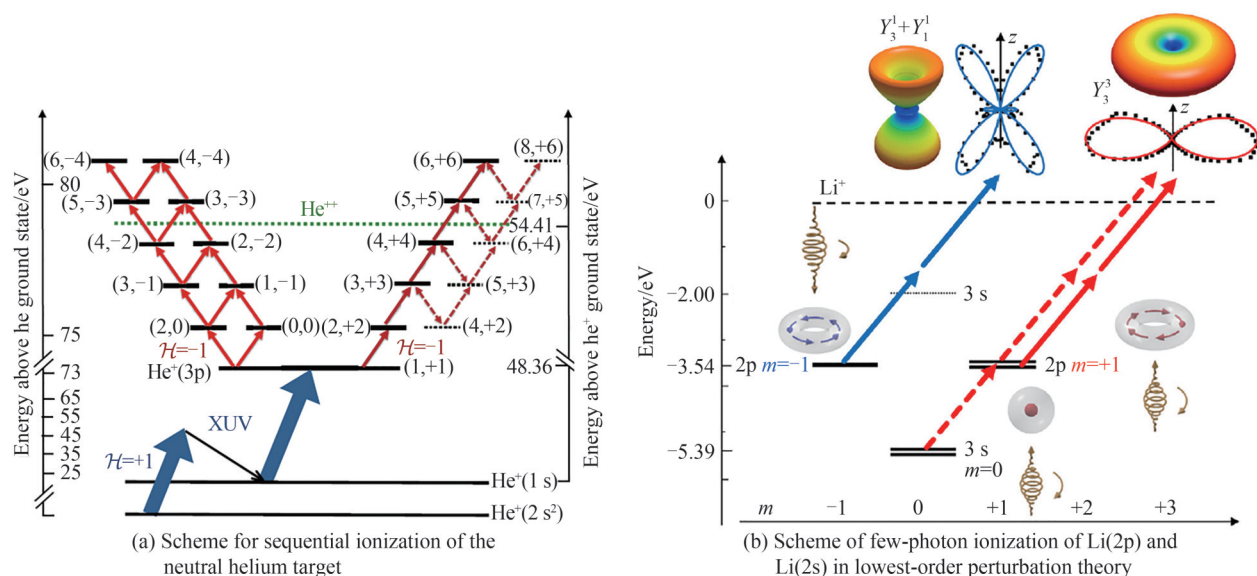 Energy above he ground state/eV
80
75
73
65
55
45
35
25
(6,−4)
(4,−4)
(5,−3)
(3,−3)
He⁺⁺
(4,−2)
(2,−2)
(3,−1)
(1,−1)
(2,0)
(0,0)
ℋ=−1
He⁺(3p)
(6,+6)
(8,+6)
(5,+5)
(7,+5)
54.41
(4,+4)
(6,+4)
(3,+3)
(5,+3)
(2,+2)
(4,+2)
ℋ=−1
(1,+1)
48.36
XUV
ℋ=+1
He⁺(1 s)
He⁺(2 s²)
Energy above he⁺ ground state/eV
(a) Scheme for sequential ionization of the
neutral helium target
Y₃¹+Y₁¹
z
Y₃³
z
Energy/eV
0
−2.00
−3.54
−5.39
Li⁺
3 s
2p m=−1
2p m=+1
3 s
m=0
m −1 0 +1 +2 +3
(b) Scheme of few-photon ionization of Li(2p) and
Li(2s) in lowest-order perturbation theory